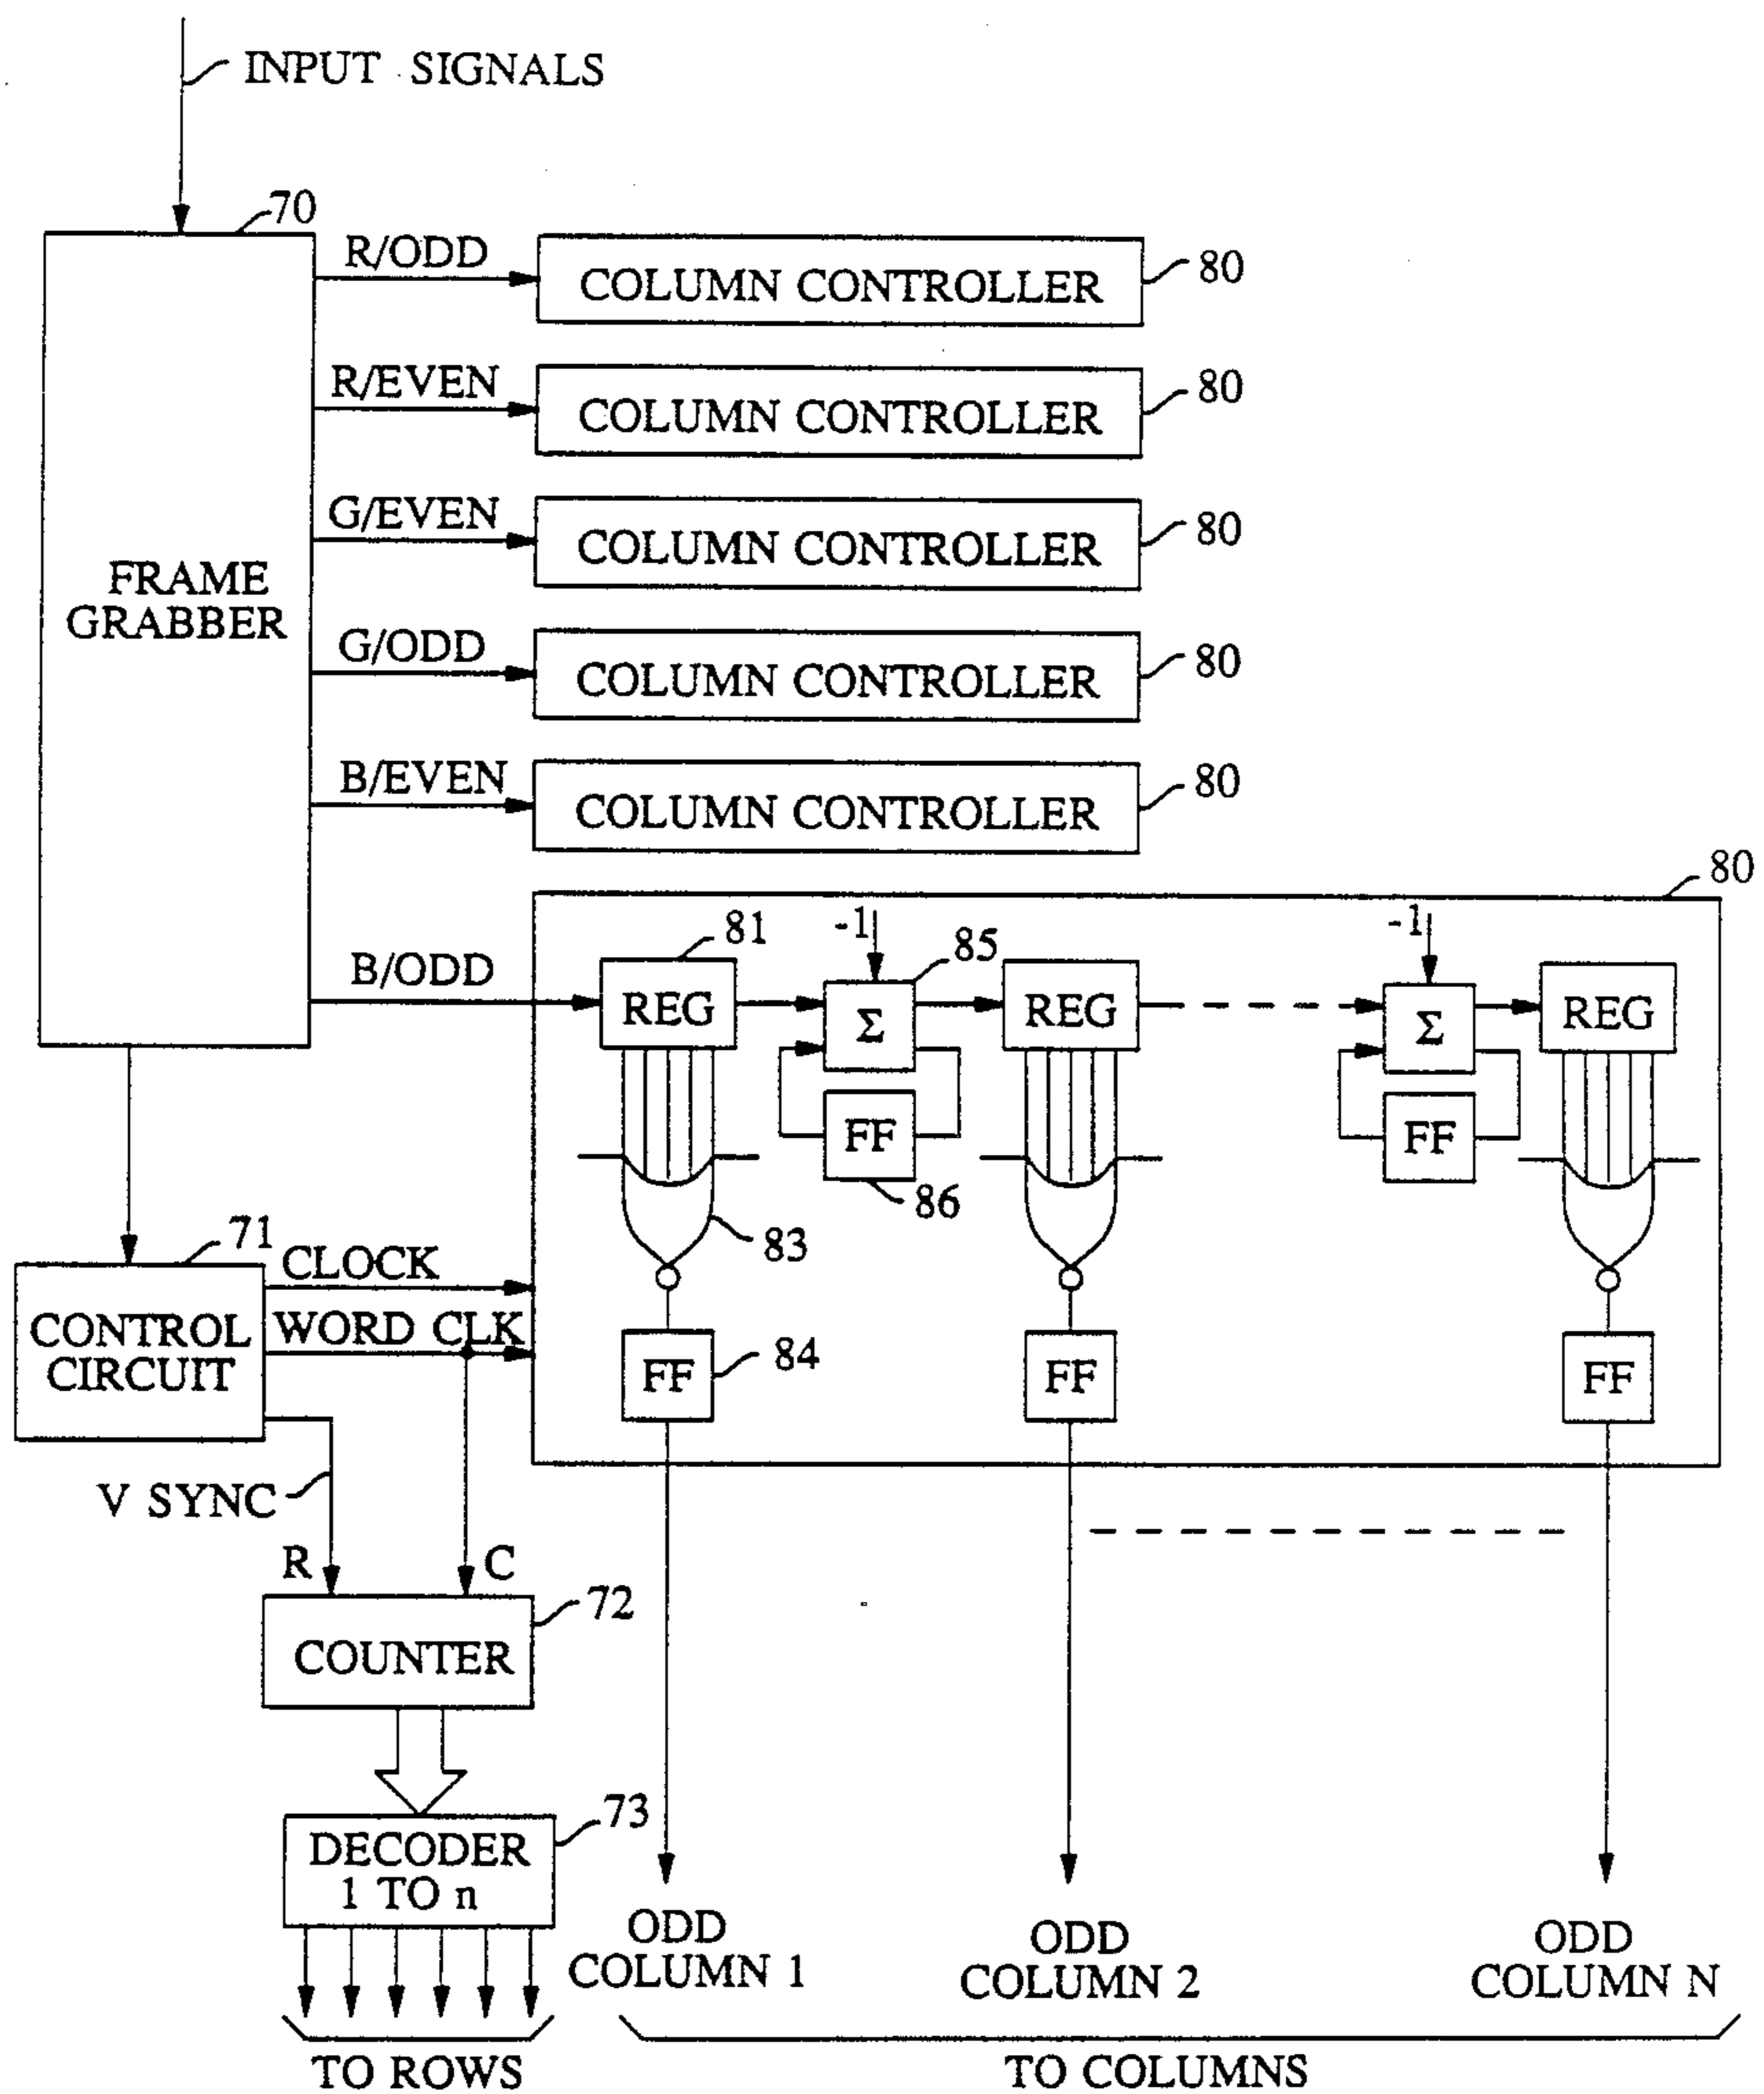 INPUT SIGNALS
70
R/ODD
COLUMN CONTROLLER
80
R/EVEN
COLUMN CONTROLLER
80
G/EVEN
COLUMN CONTROLLER
80
FRAME
GRABBER
G/ODD
COLUMN CONTROLLER
80
B/EVEN
COLUMN CONTROLLER
80
80
B/ODD
81
REG
-1
85
Σ
REG
-1
Σ
REG
FF
86
FF
83
71
CLOCK
CONTROL
CIRCUIT
WORD CLK
FF
84
FF
FF
V SYNC
R
C
72
COUNTER
73
DECODER
1 TO n
ODD
COLUMN 1
ODD
COLUMN 2
ODD
COLUMN N
TO ROWS
TO COLUMNS